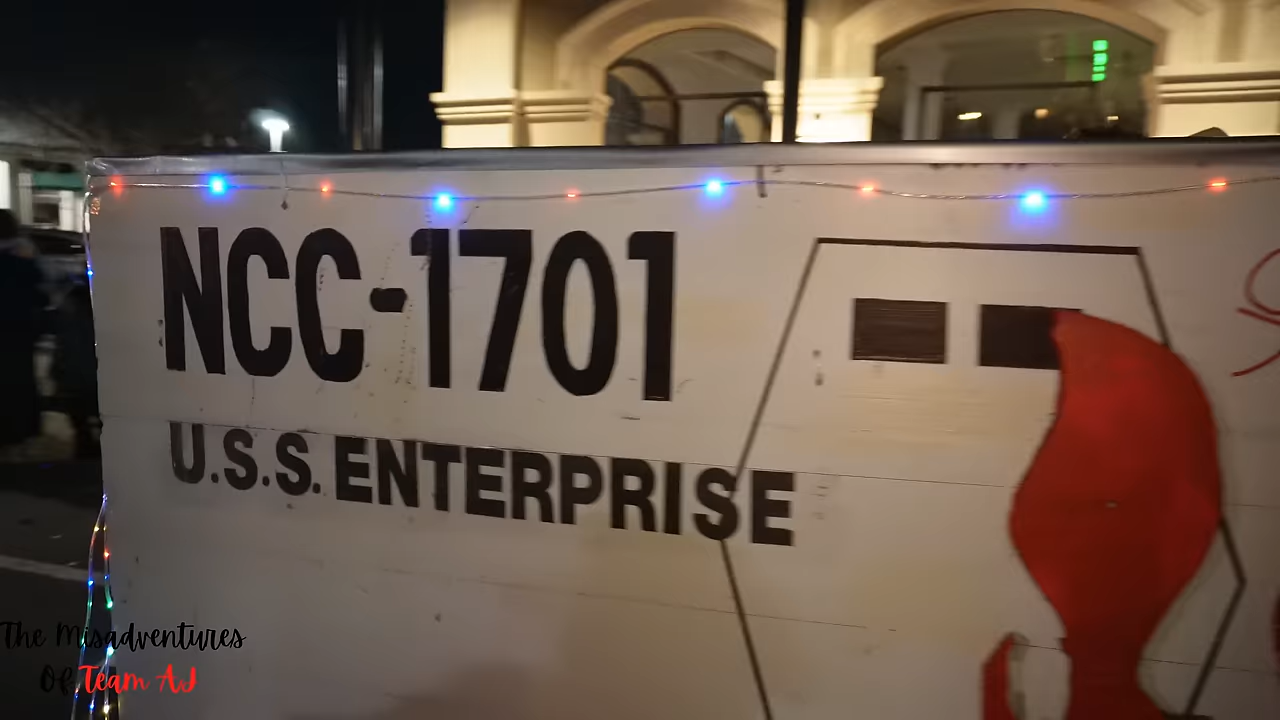 NCC-1701
U.S.S. ENTERPRISE
The Misadventures
Of Team AJ